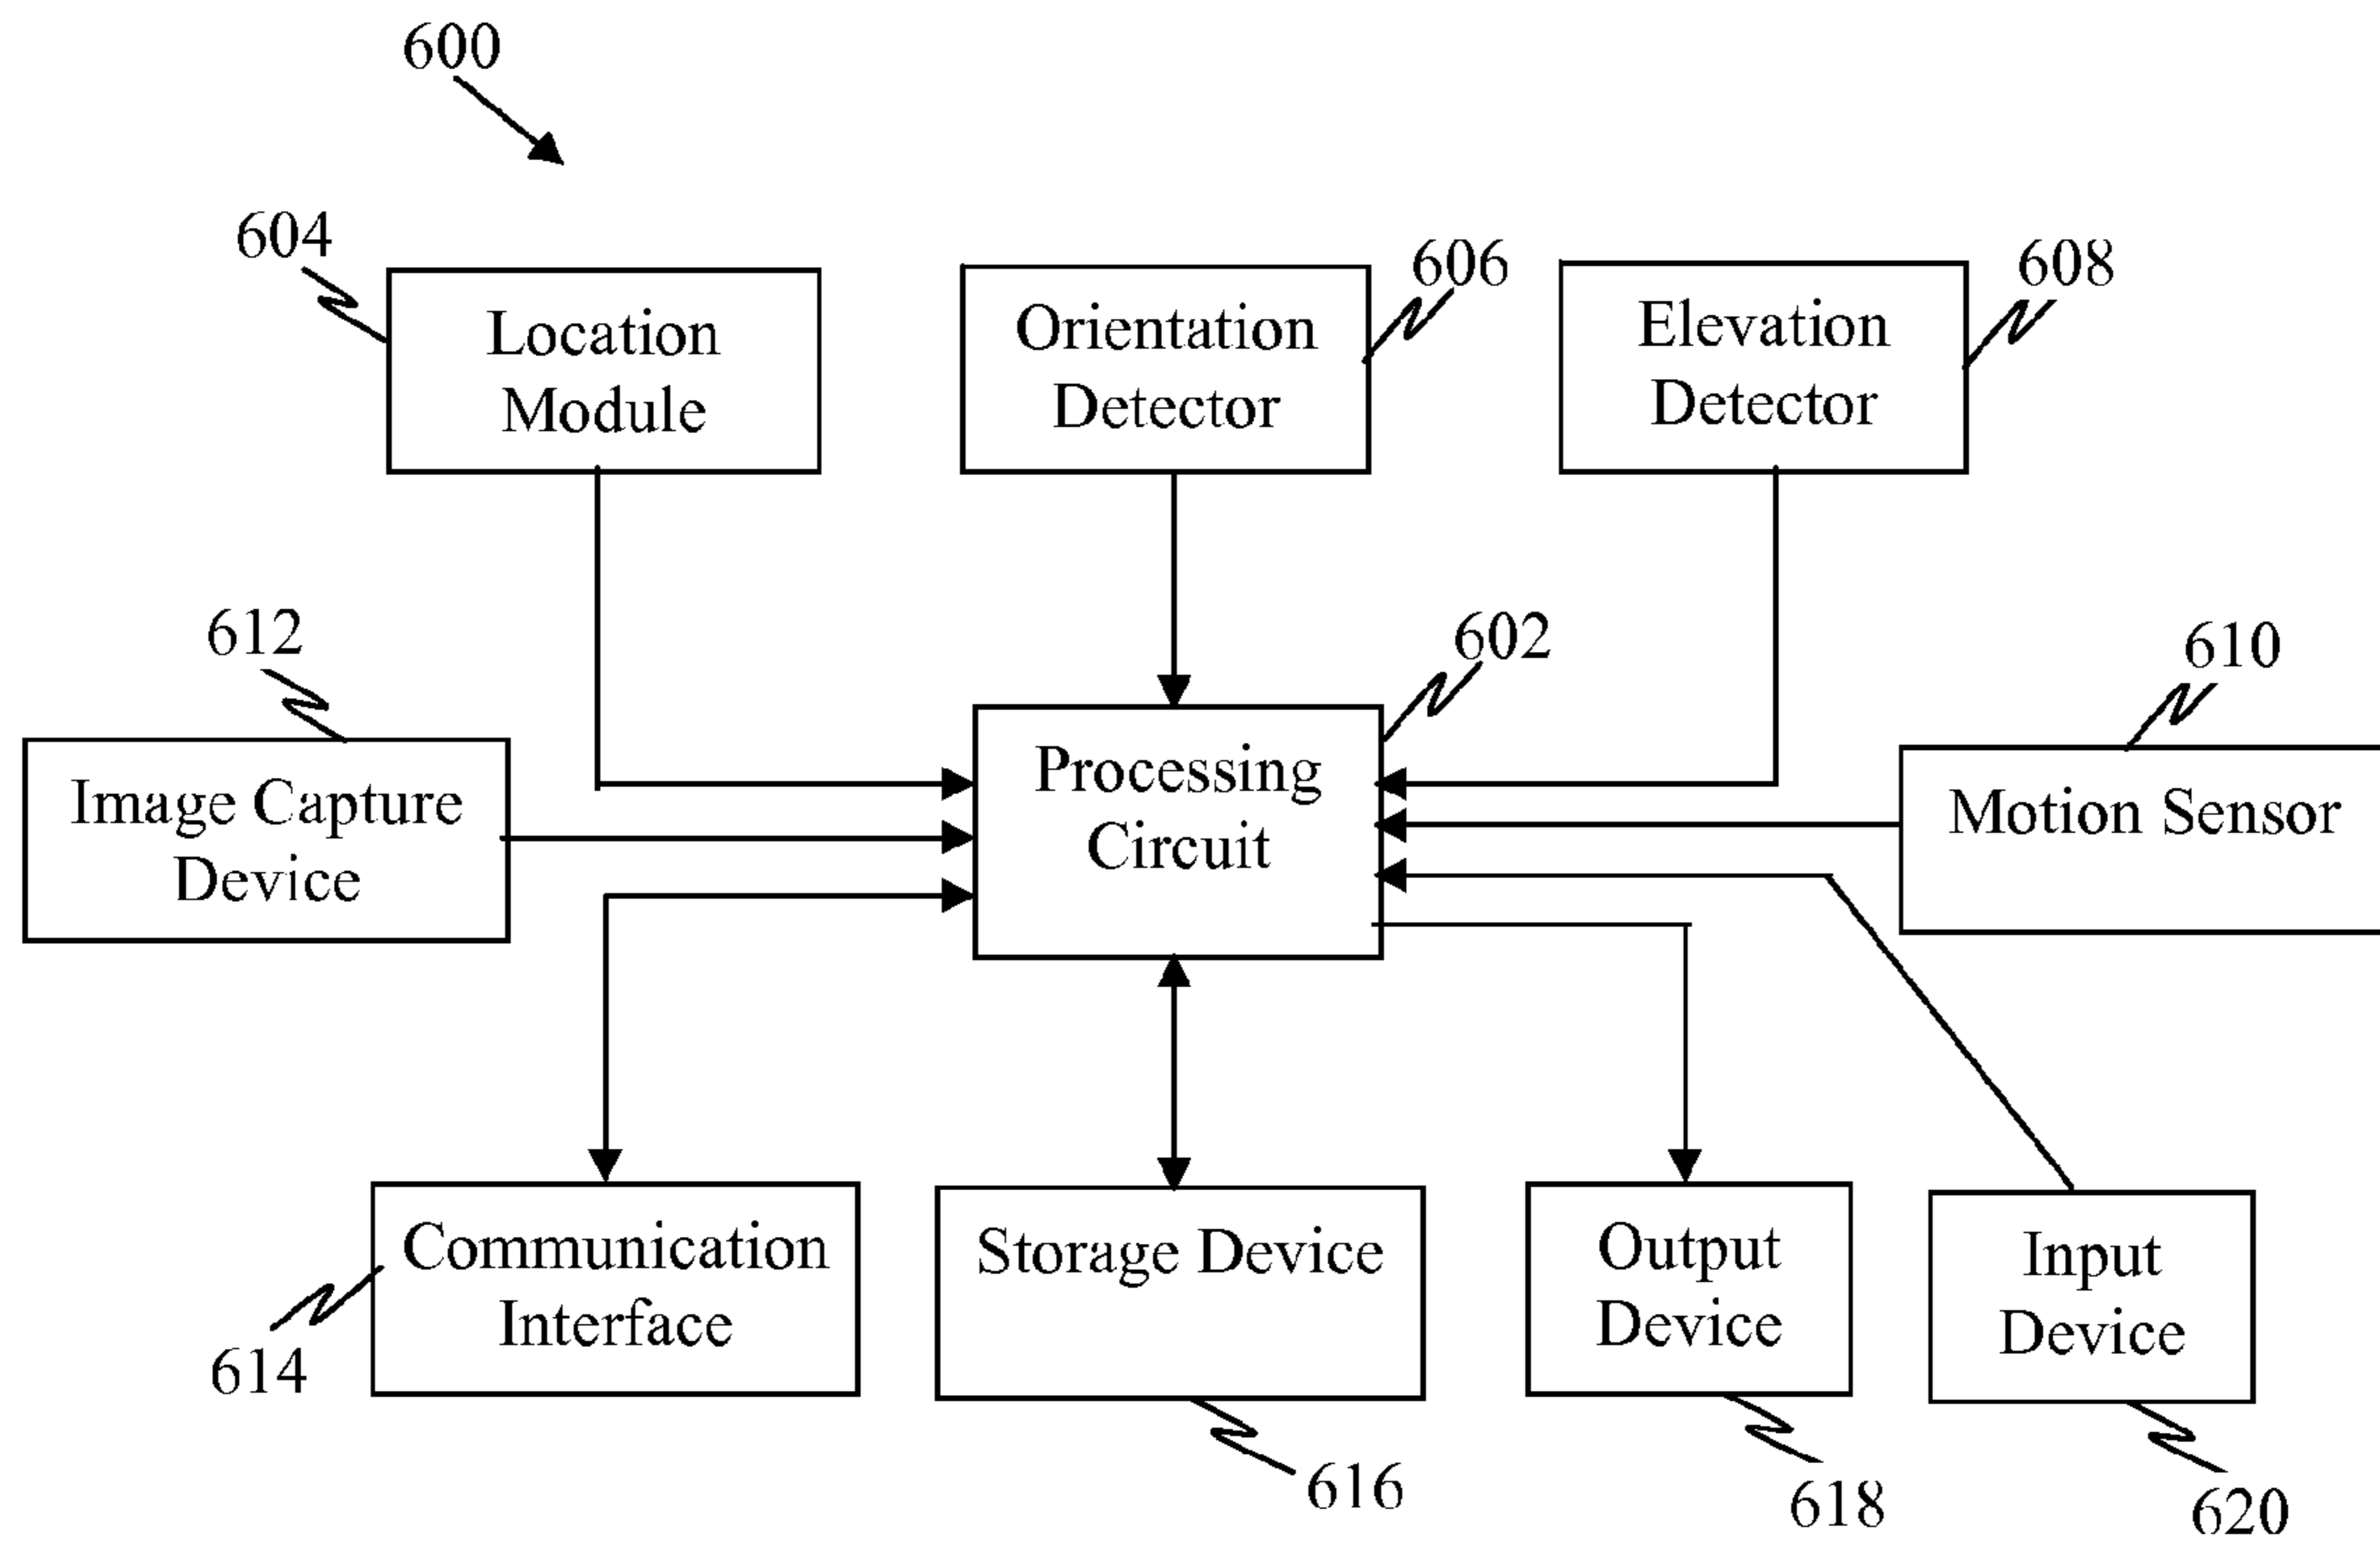 600
604
606
608
Location
Module
Orientation
Detector
Elevation
Detector
612
602
610
Image Capture
Device
Processing
Circuit
Motion Sensor
Communication
Interface
Storage Device
Output
Device
Input
Device
614
616
618
620